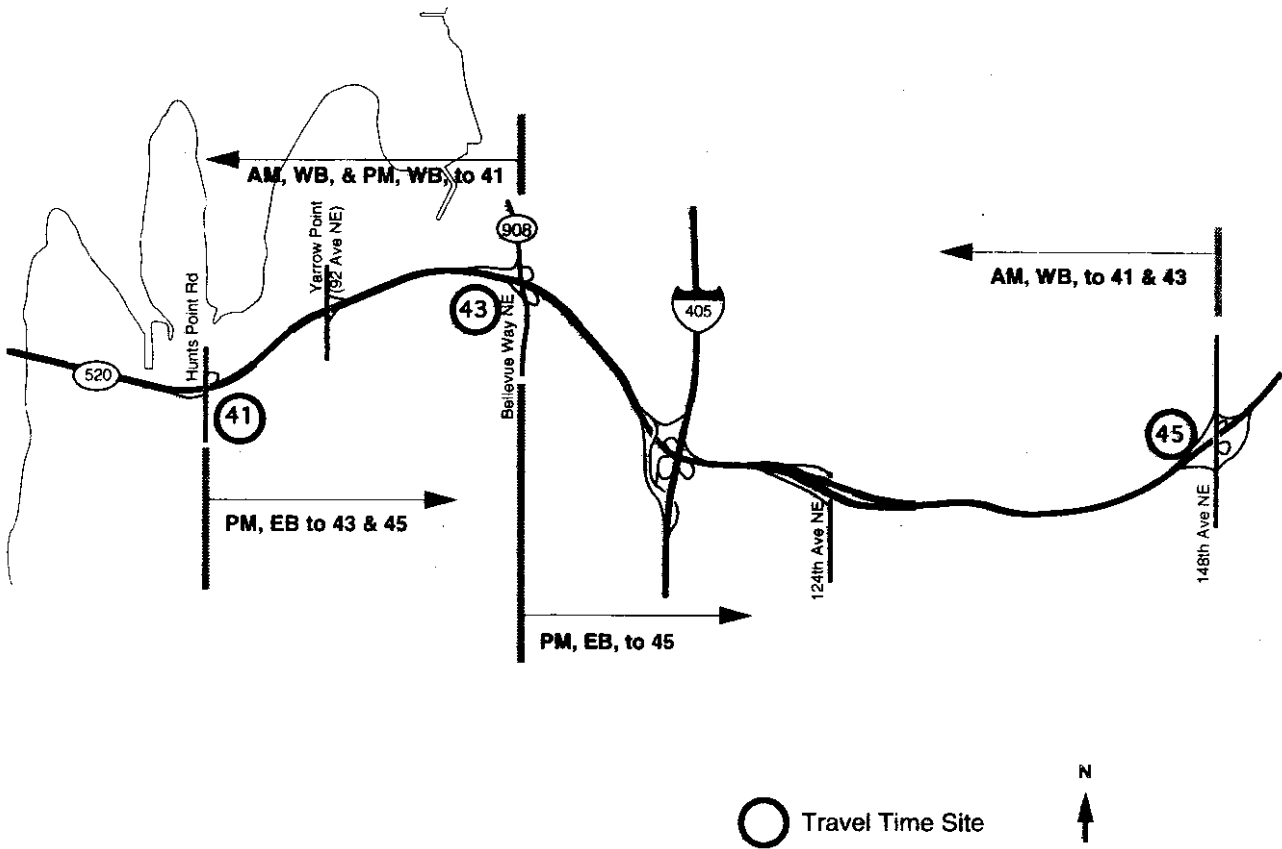 AM, WB, & PM, WB, to 41
908
Yarrow Point
(92 Ave NE)
Hunts Point Rd
43
Bellevue Way NE
405
AM, WB, to 41 & 43
520
41
45
PM, EB to 43 & 45
124th Ave NE
148th Ave NE
PM, EB, to 45
N
Travel Time Site